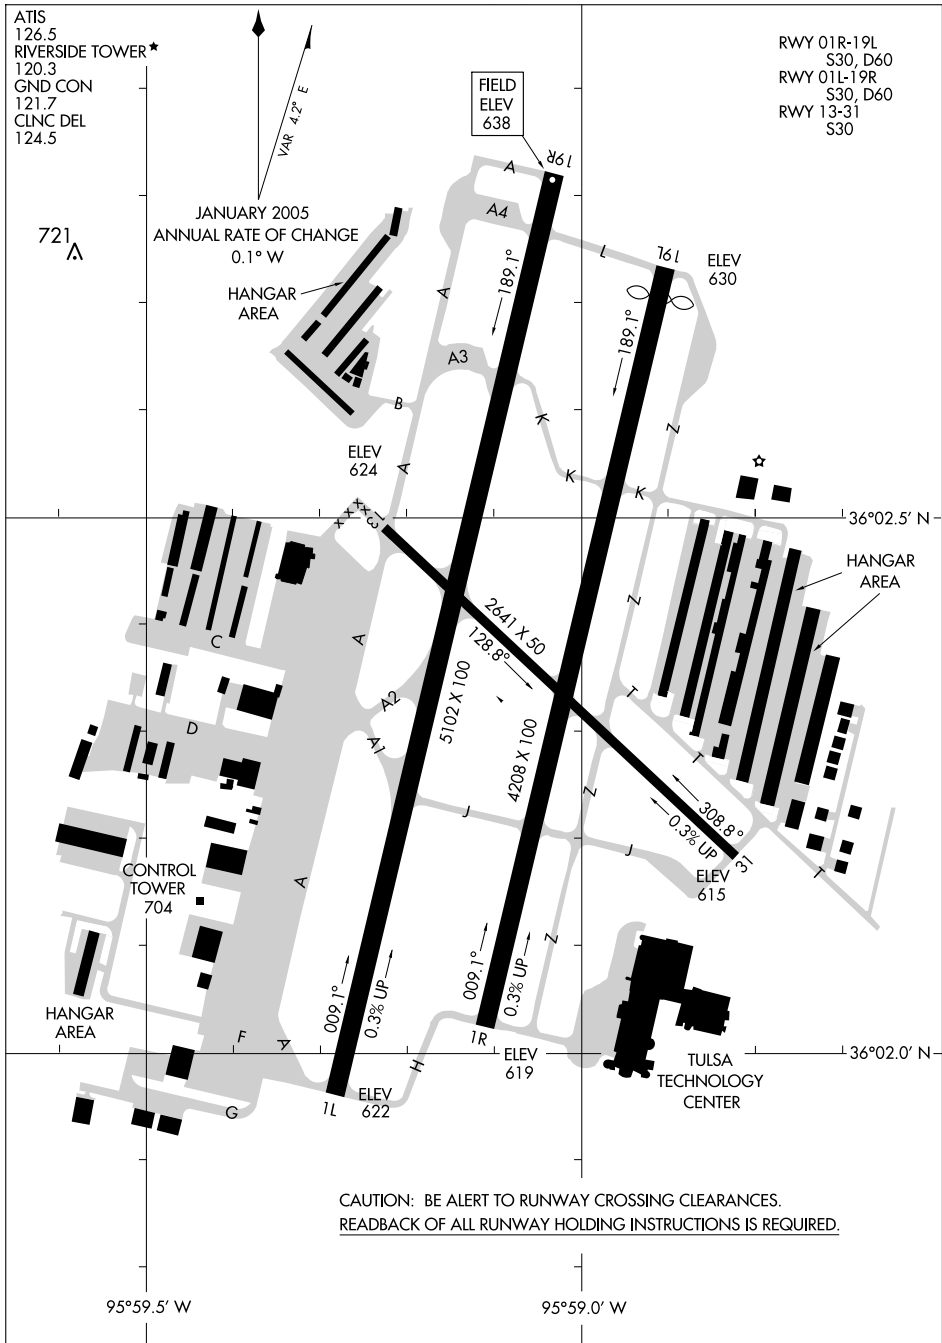 ATIS
126.5
RIVERSIDE TOWER★
120.3
GND CON
121.7
CLNC DEL
124.5
VAR 4.2° E
JANUARY 2005
ANNUAL RATE OF CHANGE
0.1° W
RWY 01R-19L
S30, D60
RWY 01L-19R
S30, D60
RWY 13-31
S30
FIELD
ELEV
638
19R
A
A4
L
19L
ELEV
630
721
HANGAR
AREA
A
189.1°
189.1°
A3
B
K
Z
ELEV
624
A
K
K
x x x x
13
36°02.5' N
HANGAR
AREA
2641 X 50
128.8°
Z
C
A
T
A2
D
A1
5102 X 100
4208 X 100
T
Z
J
308.8°
0.3% UP
J
31
T
CONTROL
TOWER
704
A
ELEV
615
Z
009.1°
0.3% UP
009.1°
0.3% UP
HANGAR
AREA
F
A
1R
ELEV
619
36°02.0' N
H
TULSA
TECHNOLOGY
CENTER
G
1L
ELEV
622
CAUTION: BE ALERT TO RUNWAY CROSSING CLEARANCES.
READBACK OF ALL RUNWAY HOLDING INSTRUCTIONS IS REQUIRED.
95°59.5' W
95°59.0' W